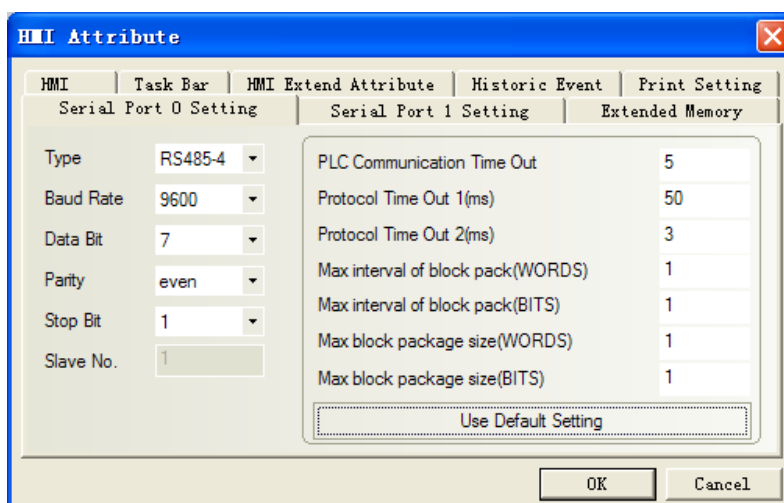 HMI Attribute
HMI Task Bar HMI Extend Attribute Historic Event Print Setting
Serial Port 0 Setting Serial Port 1 Setting Extended Memory
Type RS485-4
Baud Rate 9600
Data Bit 7
Parity even
Stop Bit 1
Slave No. 1
PLC Communication Time Out 5
Protocol Time Out 1(ms) 50
Protocol Time Out 2(ms) 3
Max interval of block pack(WORDS) 1
Max interval of block pack(BITS) 1
Max block package size(WORDS) 1
Max block package size(BITS) 1
Use Default Setting
OK Cancel